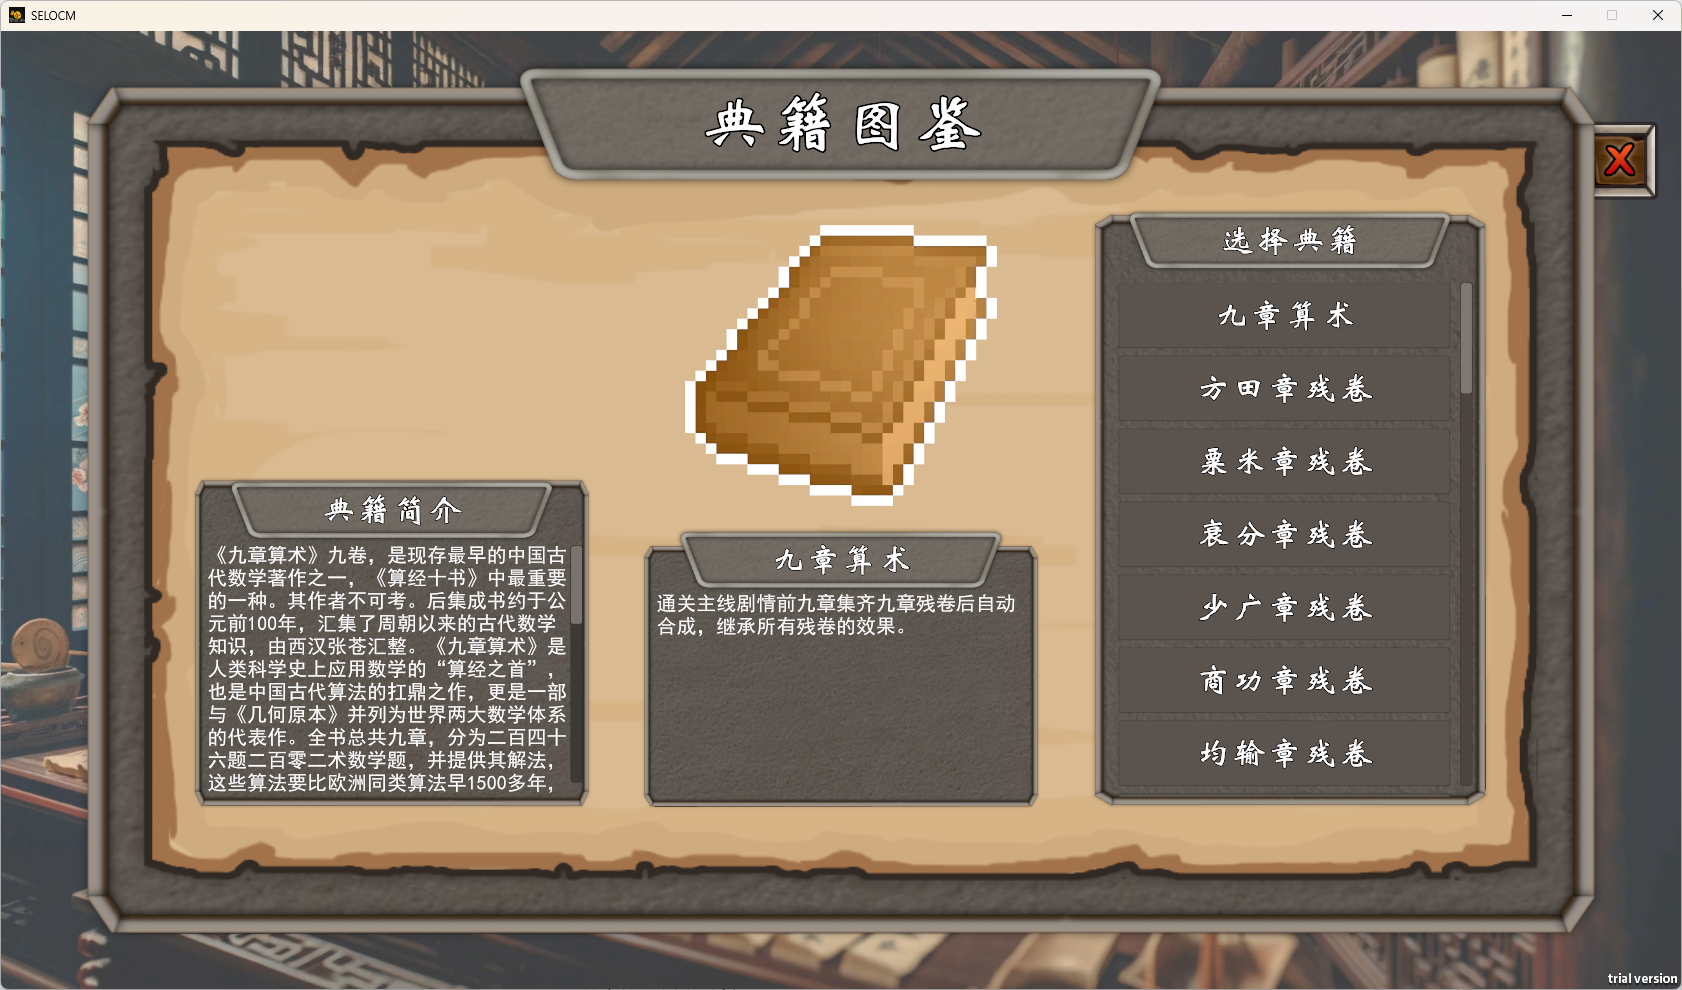 SELOCM
典籍图鉴
典籍简介
《九章算术》九卷，是现存最早的中国古
代数学著作之一，《算经十书》中最重要
的一种。其作者不可考。后集成书约于公
元前100年，汇集了周朝以来的古代数学
知识，由西汉张苍汇整。《九章算术》是
人类科学史上应用数学的“算经之首”，
也是中国古代算法的扛鼎之作，更是一部
与《几何原本》并列为世界两大数学体系
的代表作。全书总共九章，分为二百四十
六题二百零二术数学题，并提供其解法，
这些算法要比欧洲同类算法早1500多年，
九章算术
通关主线剧情前九章集齐九章残卷后自动
合成，继承所有残卷的效果。
选择典籍
九章算术
方田章残卷
粟米章残卷
衰分章残卷
少广章残卷
商功章残卷
均输章残卷
trial version